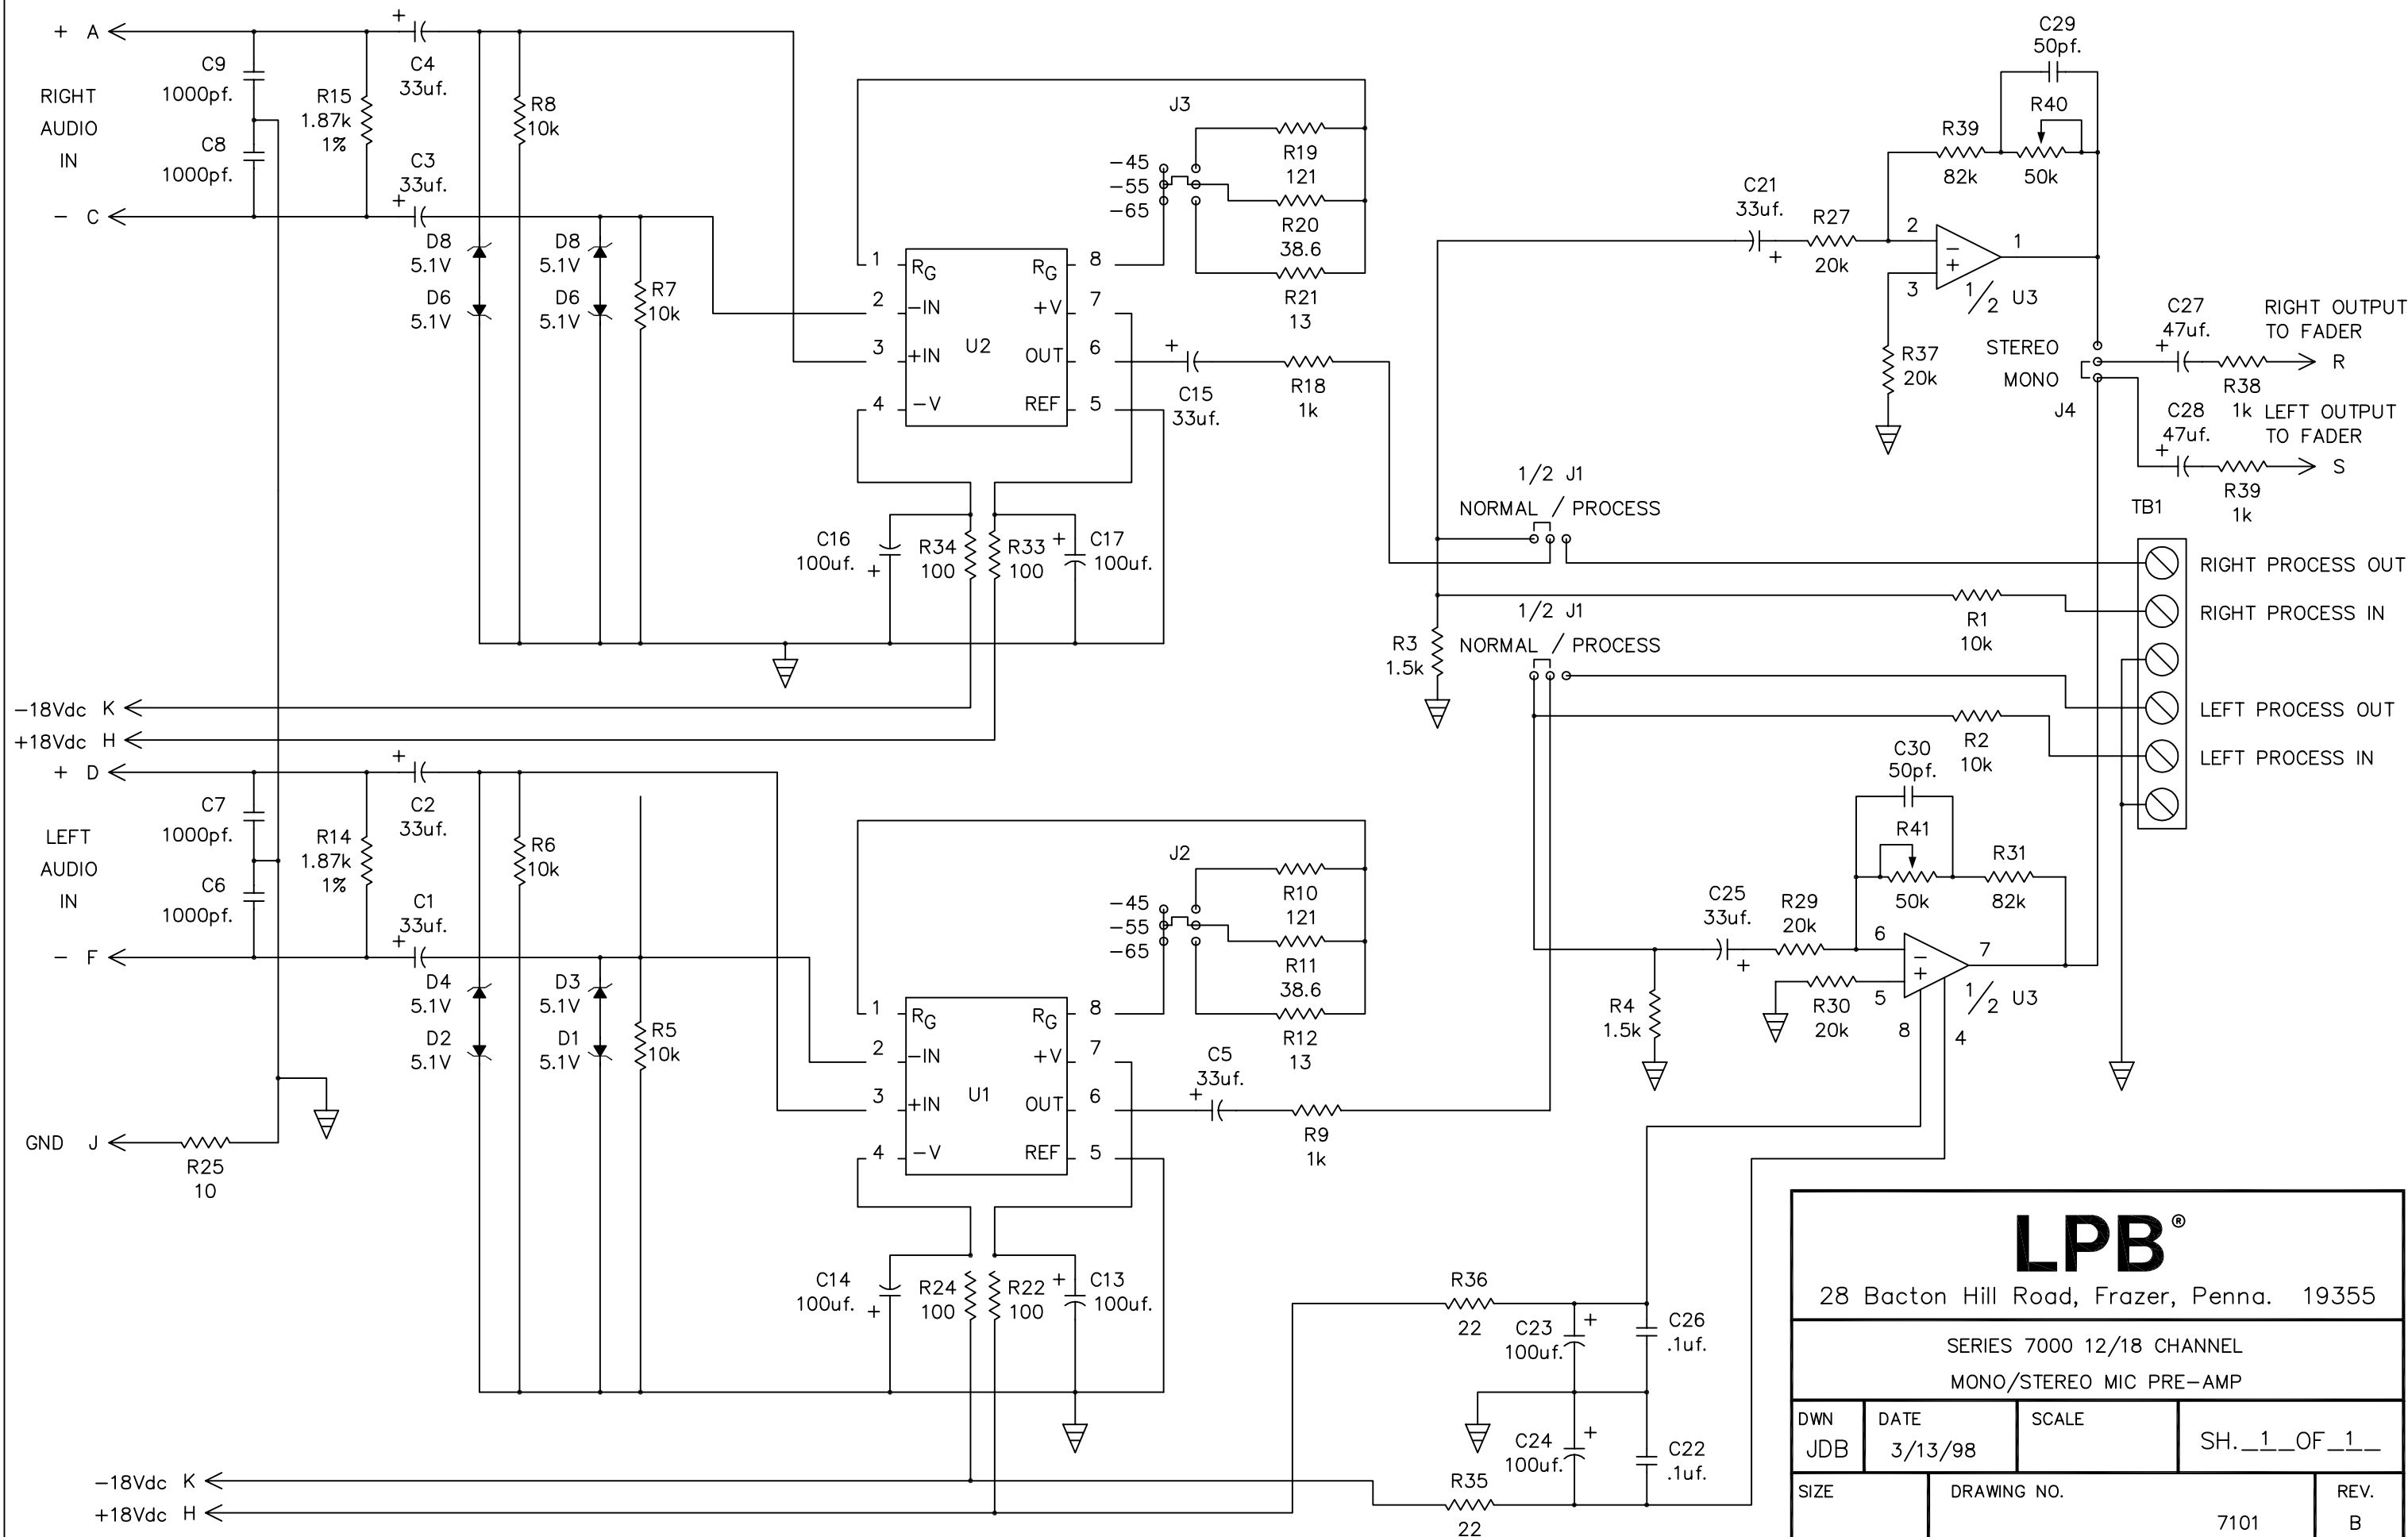 + A
C9
1000pf.
RIGHT
AUDIO
IN
C8
1000pf.
R15
1.87k
1%
+
C4
33uf.
C3
33uf.
+
- C
R8
10k
D8
5.1V
D8
5.1V
D6
5.1V
D6
5.1V
R7
10k
J3
-45
-55
-65
R19
121
R20
38.6
R21
13
1 RG RG 8
2 -IN +V 7
3 +IN U2 OUT 6
4 -V REF 5
+
C15
33uf.
R18
1k
C16
100uf. +
R34
100
R33
100
+ C17
100uf.
-18Vdc K
+18Vdc H
C29
50pf.
R40
50k
R39
82k
C21
33uf.
+
R27
20k
2
-
+
3
1
1/2 U3
R37
20k
STEREO
MONO
J4
C27
47uf.
+
RIGHT OUTPUT
TO FADER
R
R38
1k
C28
47uf.
+
LEFT OUTPUT
TO FADER
S
R39
1k
1/2 J1
NORMAL / PROCESS
TB1
RIGHT PROCESS OUT
RIGHT PROCESS IN
LEFT PROCESS OUT
LEFT PROCESS IN
R1
10k
1/2 J1
NORMAL / PROCESS
R3
1.5k
R2
10k
+ D
C7
1000pf.
LEFT
AUDIO
IN
C6
1000pf.
R14
1.87k
1%
+
C2
33uf.
C1
33uf.
+
- F
R6
10k
D4
5.1V
D3
5.1V
D2
5.1V
D1
5.1V
R5
10k
J2
-45
-55
-65
R10
121
R11
38.6
R12
13
1 RG RG 8
2 -IN +V 7
3 +IN U1 OUT 6
4 -V REF 5
C5
33uf.
+
R9
1k
C30
50pf.
R41
50k
R31
82k
C25
33uf.
+
R29
20k
6
-
+
5
7
1/2 U3
8
4
R30
20k
R4
1.5k
GND J
R25
10
C14
100uf. +
R24
100
R22
100
+ C13
100uf.
R36
22
C23
100uf.
+
C26
.1uf.
C24
100uf.
+
C22
.1uf.
R35
22
-18Vdc K
+18Vdc H
LPB®
28 Bacton Hill Road, Frazer, Penna. 19355
SERIES 7000 12/18 CHANNEL
MONO/STEREO MIC PRE-AMP
DWN DATE SCALE
JDB 3/13/98 SH.__1__OF__1__
SIZE DRAWING NO. REV.
7101 B